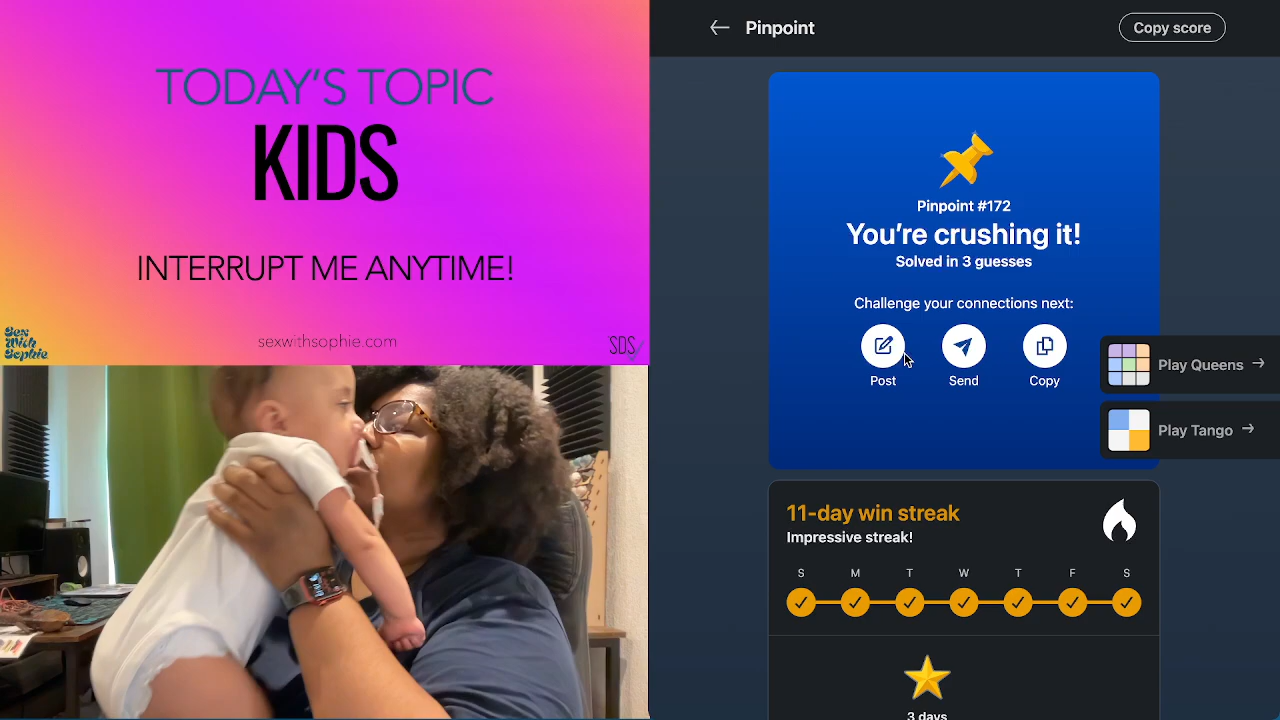 TODAY'S TOPIC
KIDS
INTERRUPT ME ANYTIME!
Sex
With
Sophie
sexwithsophie.com
SDS
Pinpoint
Copy score
Pinpoint #172
You're crushing it!
Solved in 3 guesses
Challenge your connections next:
Post
Send
Copy
Play Queens
Play Tango
11-day win streak
Impressive streak!
S M T W T F S
3 days